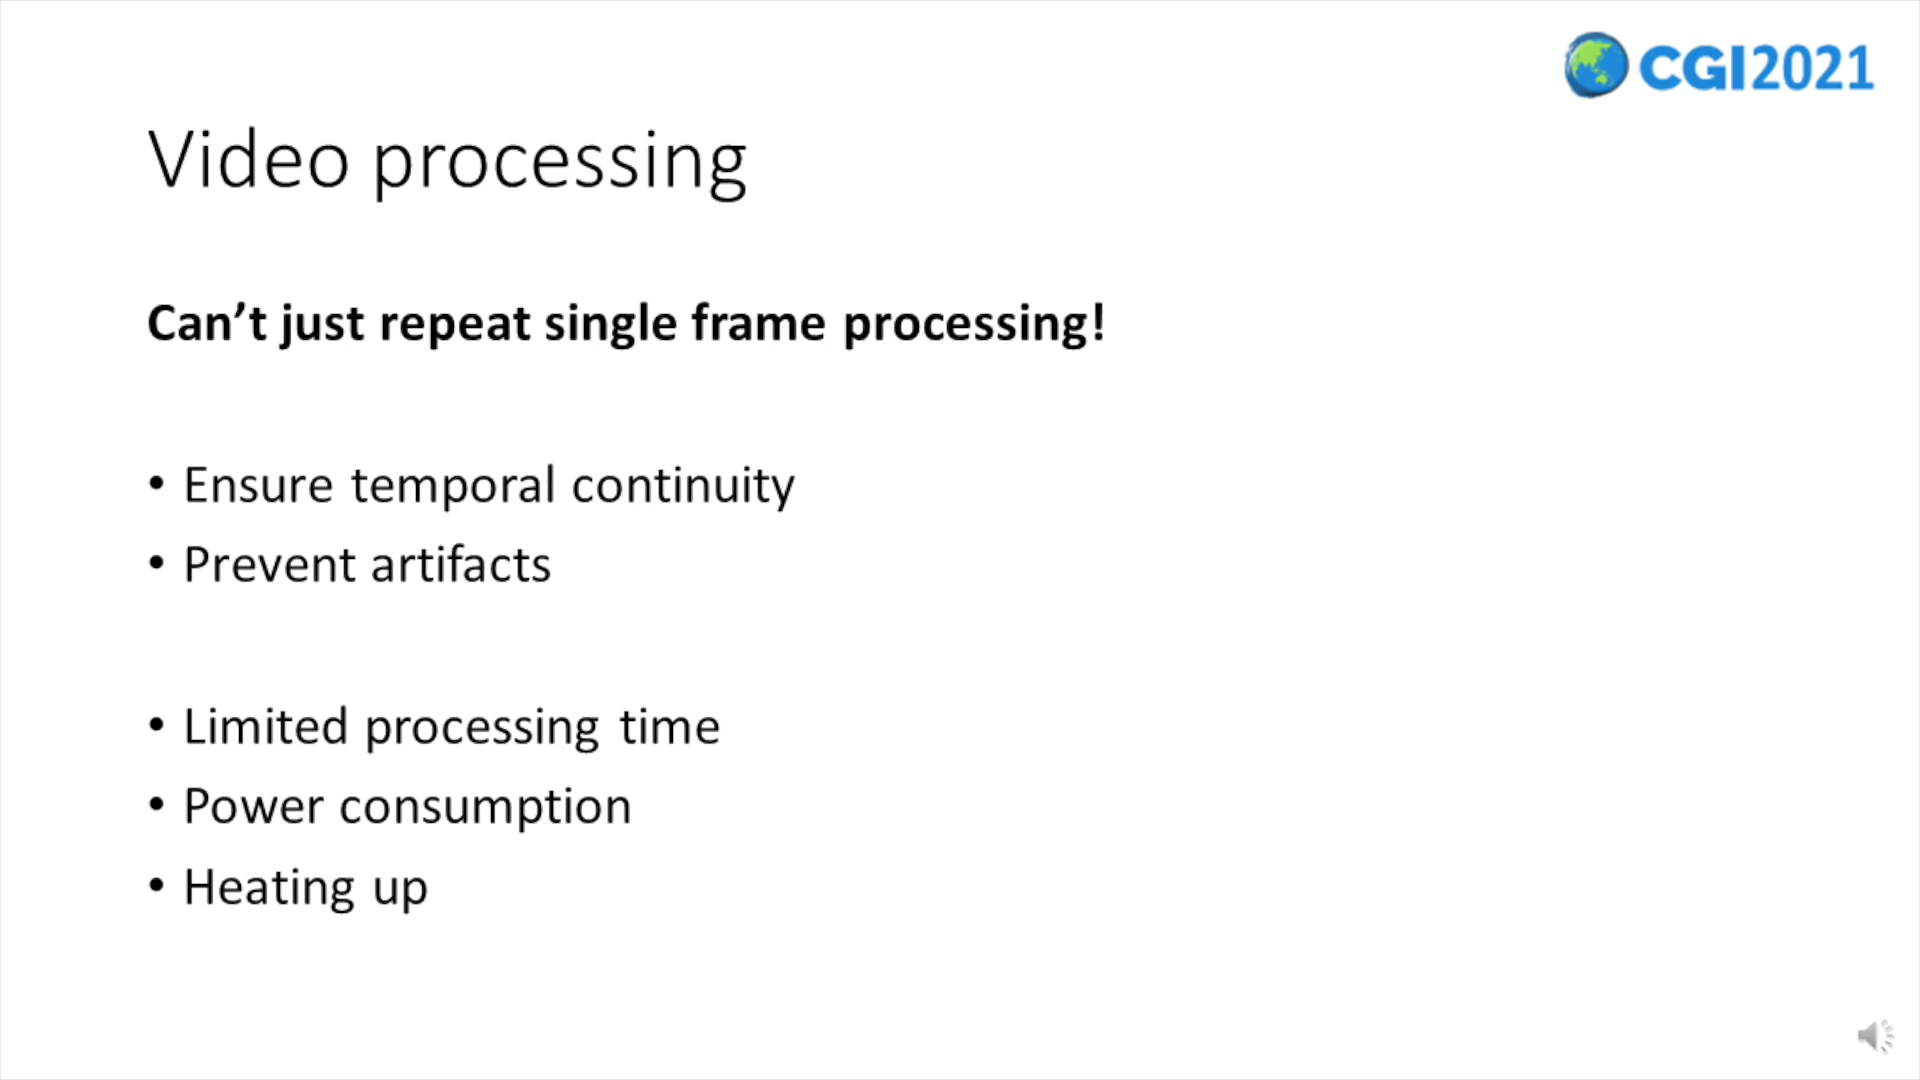 CGI2021
Video processing
Can’t just repeat single frame processing!
• Ensure temporal continuity
• Prevent artifacts
• Limited processing time
• Power consumption
• Heating up